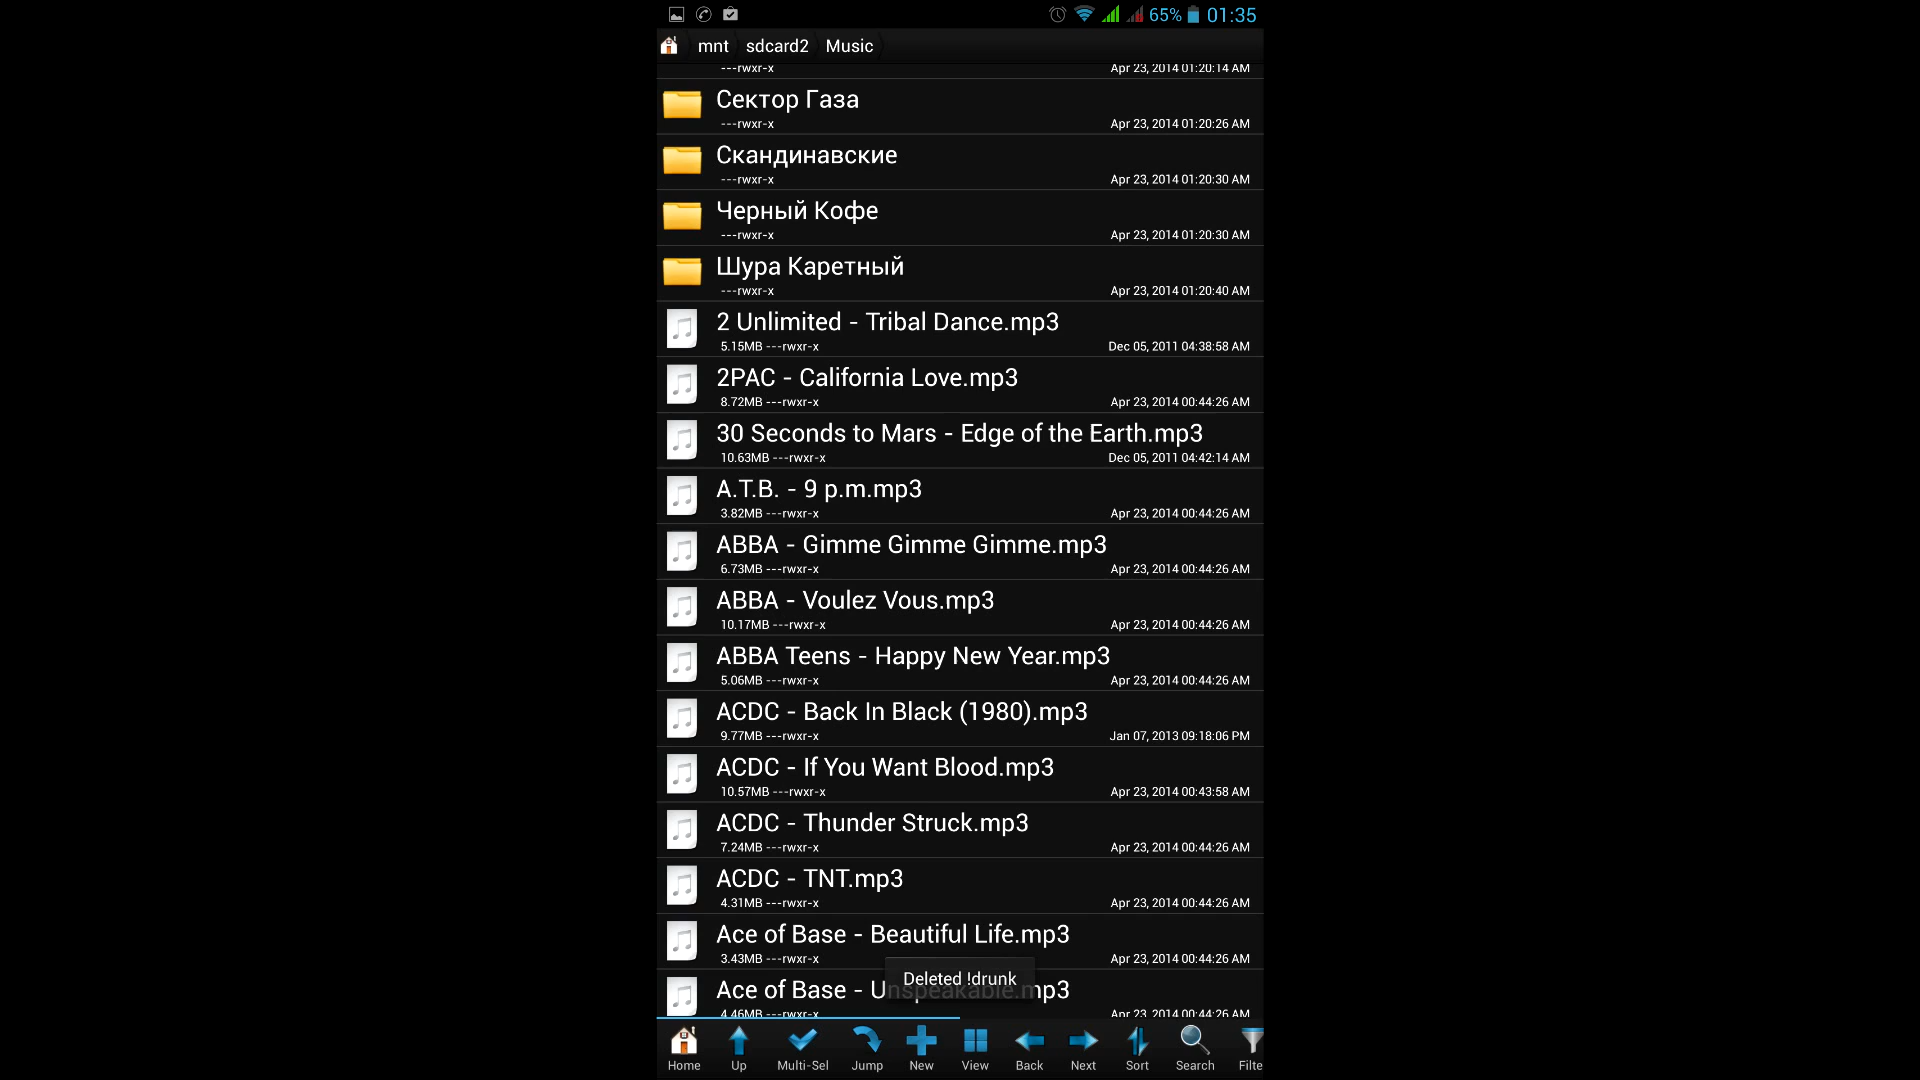 65% 01:35
mnt sdcard2 Music
---rwxr-x Apr 23, 2014 01:20:14 AM
Сектор Газа
---rwxr-x Apr 23, 2014 01:20:26 AM
Скандинавские
---rwxr-x Apr 23, 2014 01:20:30 AM
Черный Кофе
---rwxr-x Apr 23, 2014 01:20:30 AM
Шура Каретный
---rwxr-x Apr 23, 2014 01:20:40 AM
2 Unlimited - Tribal Dance.mp3
5.15MB ---rwxr-x Dec 05, 2011 04:38:58 AM
2PAC - California Love.mp3
8.72MB ---rwxr-x Apr 23, 2014 00:44:26 AM
30 Seconds to Mars - Edge of the Earth.mp3
10.63MB ---rwxr-x Dec 05, 2011 04:42:14 AM
A.T.B. - 9 p.m.mp3
3.82MB ---rwxr-x Apr 23, 2014 00:44:26 AM
ABBA - Gimme Gimme Gimme.mp3
6.73MB ---rwxr-x Apr 23, 2014 00:44:26 AM
ABBA - Voulez Vous.mp3
10.17MB ---rwxr-x Apr 23, 2014 00:44:26 AM
ABBA Teens - Happy New Year.mp3
5.06MB ---rwxr-x Apr 23, 2014 00:44:26 AM
ACDC - Back In Black (1980).mp3
9.77MB ---rwxr-x Jan 07, 2013 09:18:06 PM
ACDC - If You Want Blood.mp3
10.57MB ---rwxr-x Apr 23, 2014 00:43:58 AM
ACDC - Thunder Struck.mp3
7.24MB ---rwxr-x Apr 23, 2014 00:44:26 AM
ACDC - TNT.mp3
4.31MB ---rwxr-x Apr 23, 2014 00:44:26 AM
Ace of Base - Beautiful Life.mp3
3.43MB ---rwxr-x Apr 23, 2014 00:44:26 AM
Deleted !drunk
Ace of Base - Unspeakable.mp3
4.46MB ---rwxr-x Apr 23, 2014 00:44:26 AM
Home Up Multi-Sel Jump New View Back Next Sort Search Filte